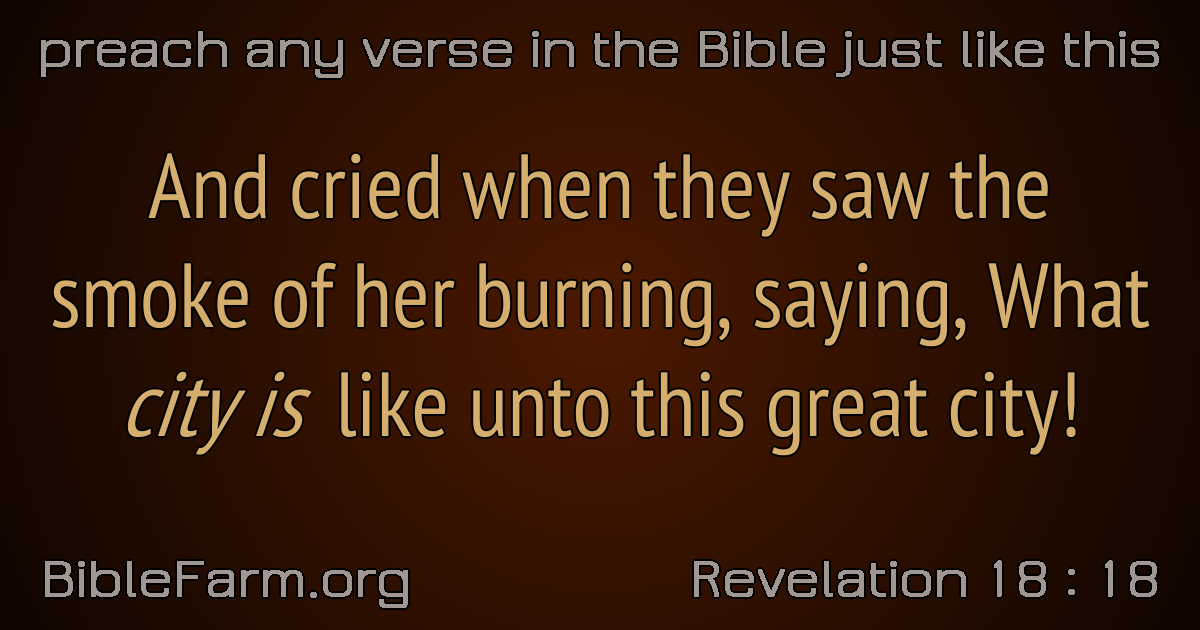 preach any verse in the Bible just like this
And cried when they saw the
smoke of her burning, saying, What
city is like unto this great city!
BibleFarm.org
Revelation 18 : 18